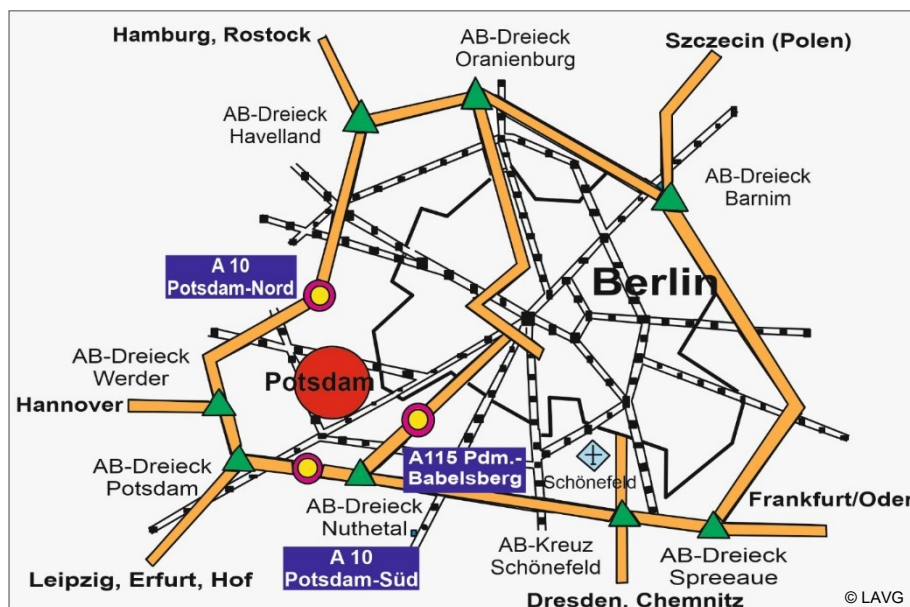 Hamburg, Rostock
AB-Dreieck
Oranienburg
Szczecin (Polen)
AB-Dreieck
Havelland
AB-Dreieck
Barnim
A 10
Potsdam-Nord
Berlin
AB-Dreieck
Werder
Potsdam
Hannover
AB-Dreieck
Potsdam
A115 Pdm.-
Babelsberg
Schönefeld
AB-Dreieck
Nuthetal
Frankfurt/Oder
A 10
Potsdam-Süd
AB-Kreuz
Schönefeld
AB-Dreieck
Spreeaue
Leipzig, Erfurt, Hof
Dresden, Chemnitz
© LAVG